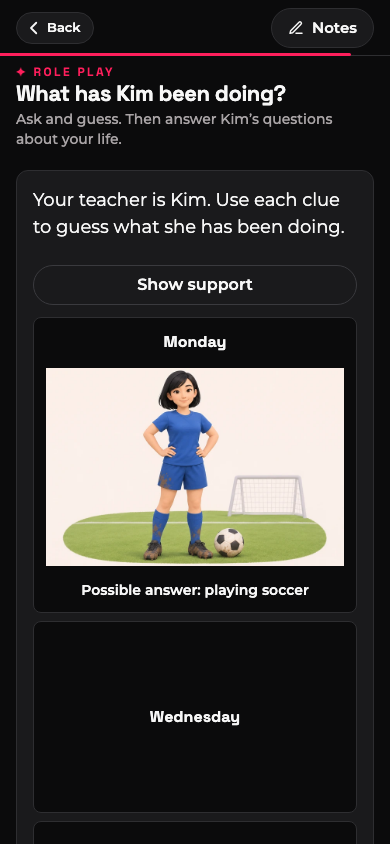 Back
Notes
ROLE PLAY
What has Kim been doing?
Ask and guess. Then answer Kim's questions
about your life.
Your teacher is Kim. Use each clue
to guess what she has been doing.
Show support
Monday
Possible answer: playing soccer
Wednesday